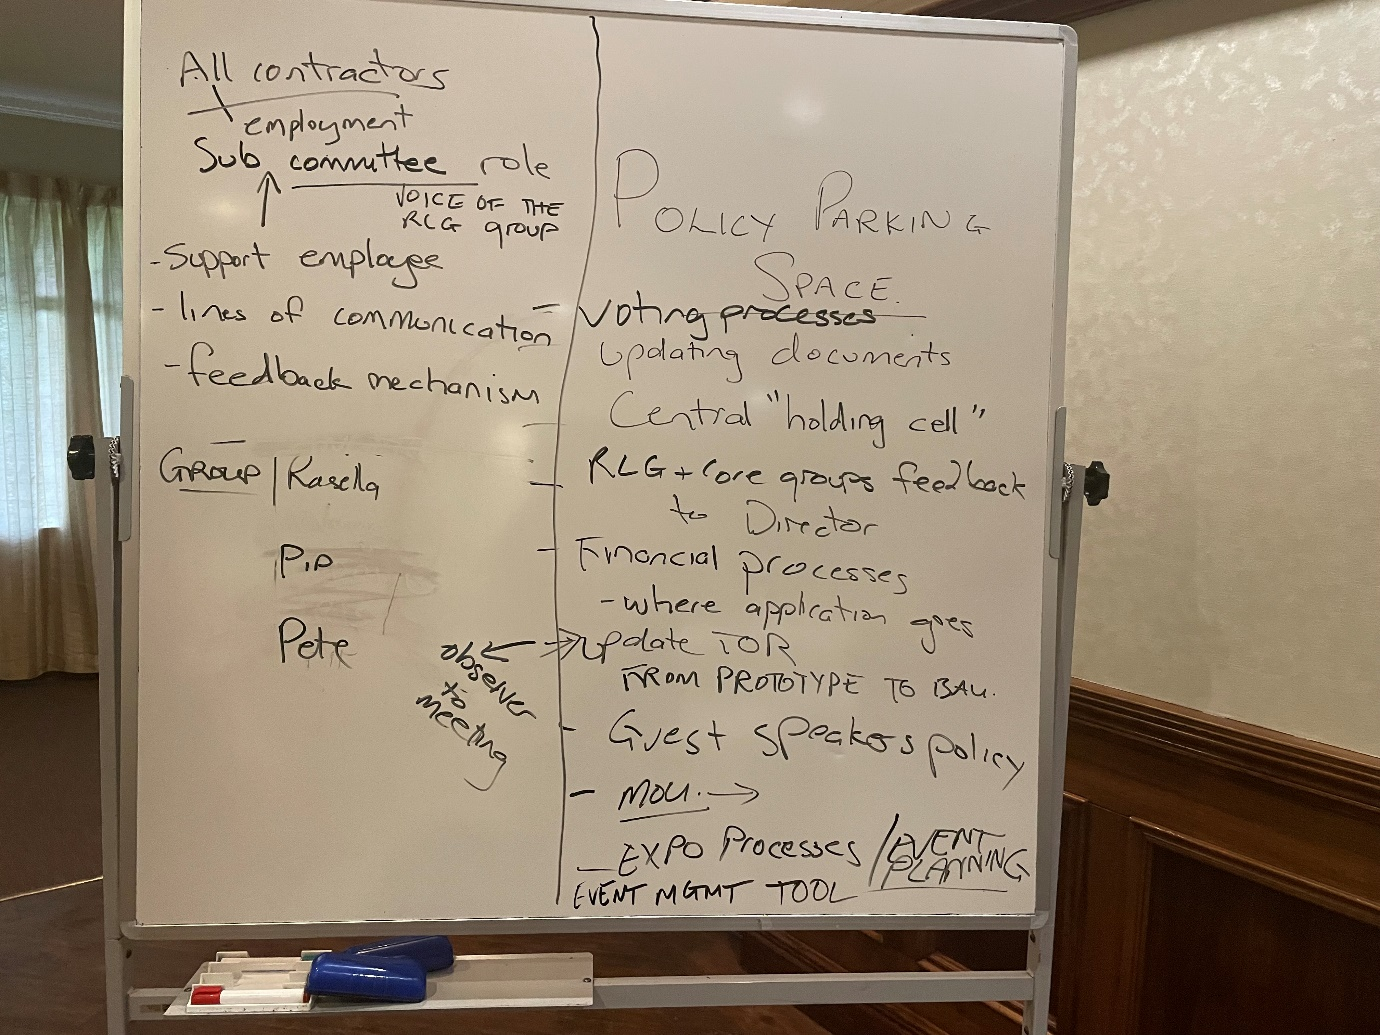 All contractors
employment
Sub committee role
VOICE OF THE
RLG group
- Support employee
- lines of communication
- feedback mechanism
GROUP / Kasella
Pip
Pete
observer
to
meeting
POLICY PARKING
SPACE.
- Voting processes
updating documents
Central "holding cell"
- RLG + Core groups feedback
to Director
- Financial processes
- where application goes
update TOR
FROM PROTOTYPE TO BAU.
- Guest speakers policy
- MOU. →
- EXPO Processes / EVENT
PLANNING
EVENT MGMT TOOL